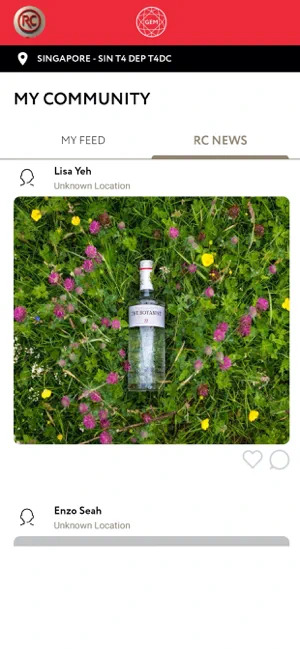 RC
GEM
SINGAPORE - SIN T4 DEP T4DC
MY COMMUNITY
MY FEED
RC NEWS
Lisa Yeh
Unknown Location
THE BOTANIST
Enzo Seah
Unknown Location